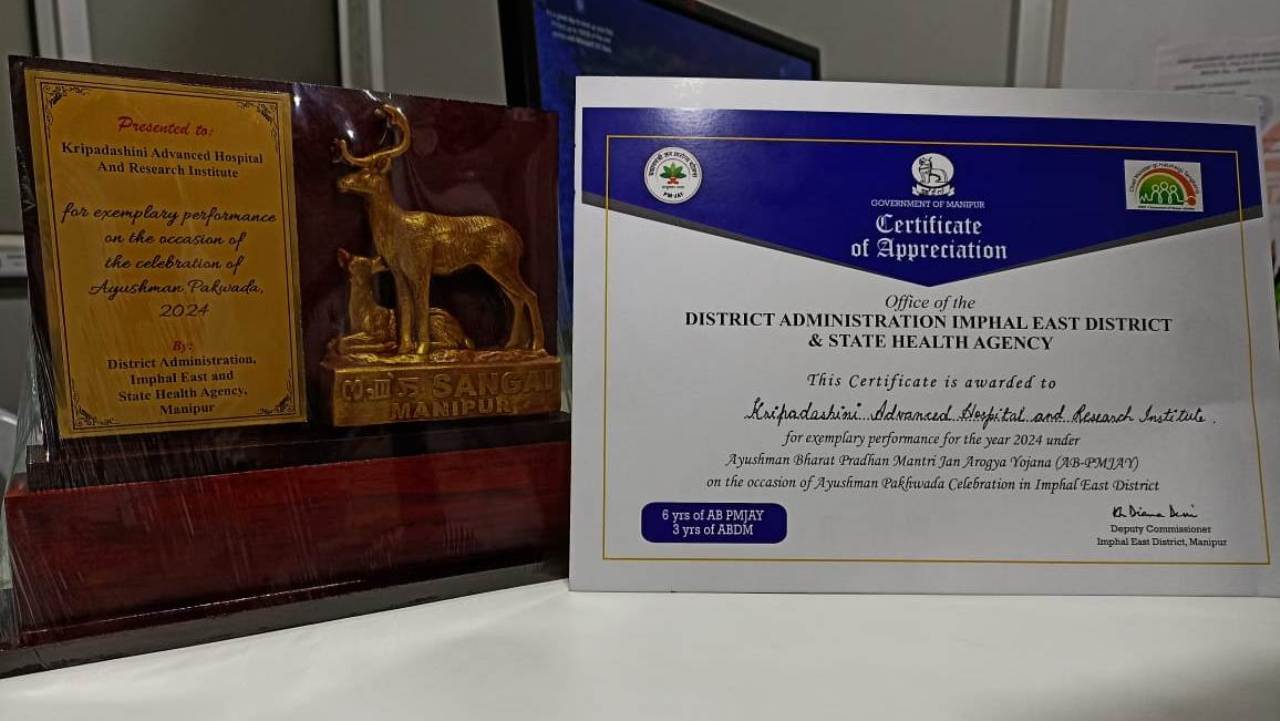 Presented to:
Kripadashini Advanced Hospital
And Research Institute
for exemplary performance
on the occasion of
the celebration of
Ayushman Pakwada,
2024
By:
District Administration,
Imphal East and
State Health Agency,
Manipur
SANGAI
MANIPUR
PM-JAY
GOVERNMENT OF MANIPUR
Certificate
of Appreciation
Office of the
DISTRICT ADMINISTRATION IMPHAL EAST DISTRICT
& STATE HEALTH AGENCY
This Certificate is awarded to
Kripadashini Advanced Hospital and Research Institute.
for exemplary performance for the year 2024 under
Ayushman Bharat Pradhan Mantri Jan Arogya Yojana (AB-PMJAY)
on the occasion of Ayushman Pakhwada Celebration in Imphal East District
6 yrs of AB PMJAY
3 yrs of ABDM
Kh Diana Devi
Deputy Commissioner
Imphal East District, Manipur